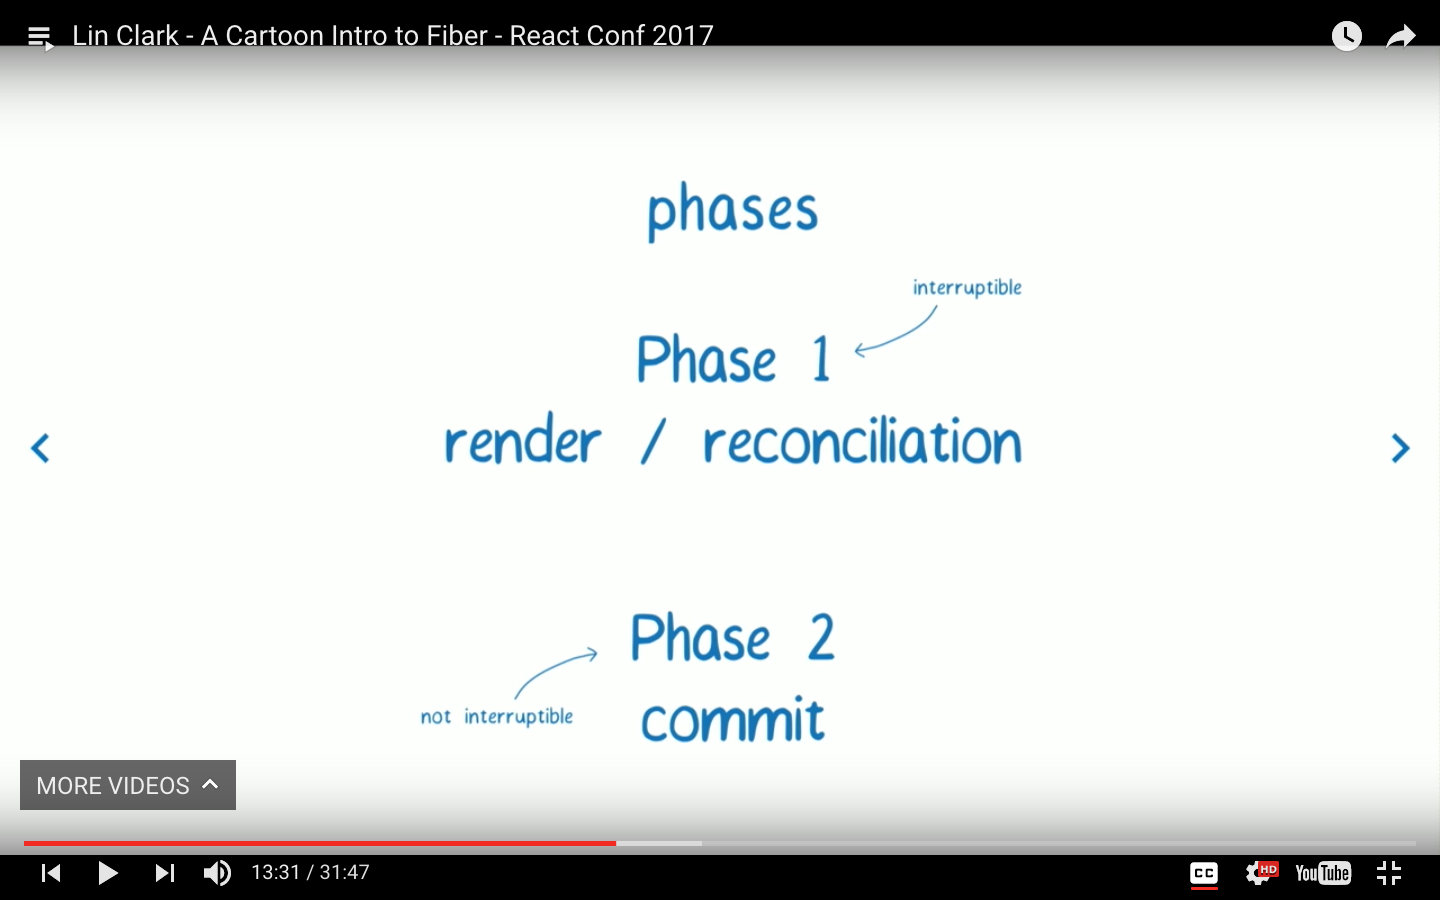 Lin Clark - A Cartoon Intro to Fiber - React Conf 2017
phases
interruptible
Phase 1
render / reconciliation
Phase 2
not interruptible
commit
MORE VIDEOS
13:31 / 31:47
CC
HD
YouTube